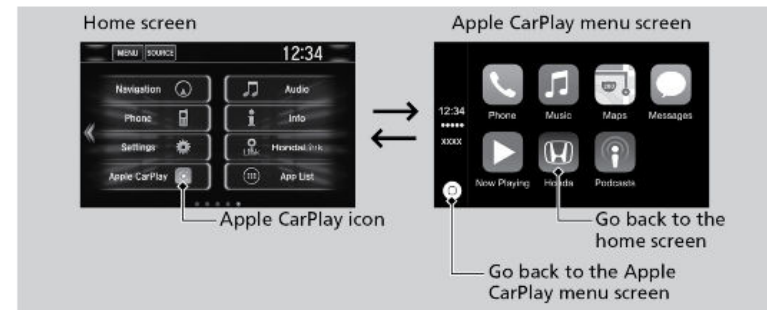 Home screen
Apple CarPlay menu screen
MENU SOURCE 12:34
Navigation Audio
Phone Info
Settings HondaLink
Apple CarPlay App List
12:34
xxxx
Phone Music Maps Messages
Now Playing Honda Podcasts
Apple CarPlay icon
Go back to the
home screen
Go back to the Apple
CarPlay menu screen